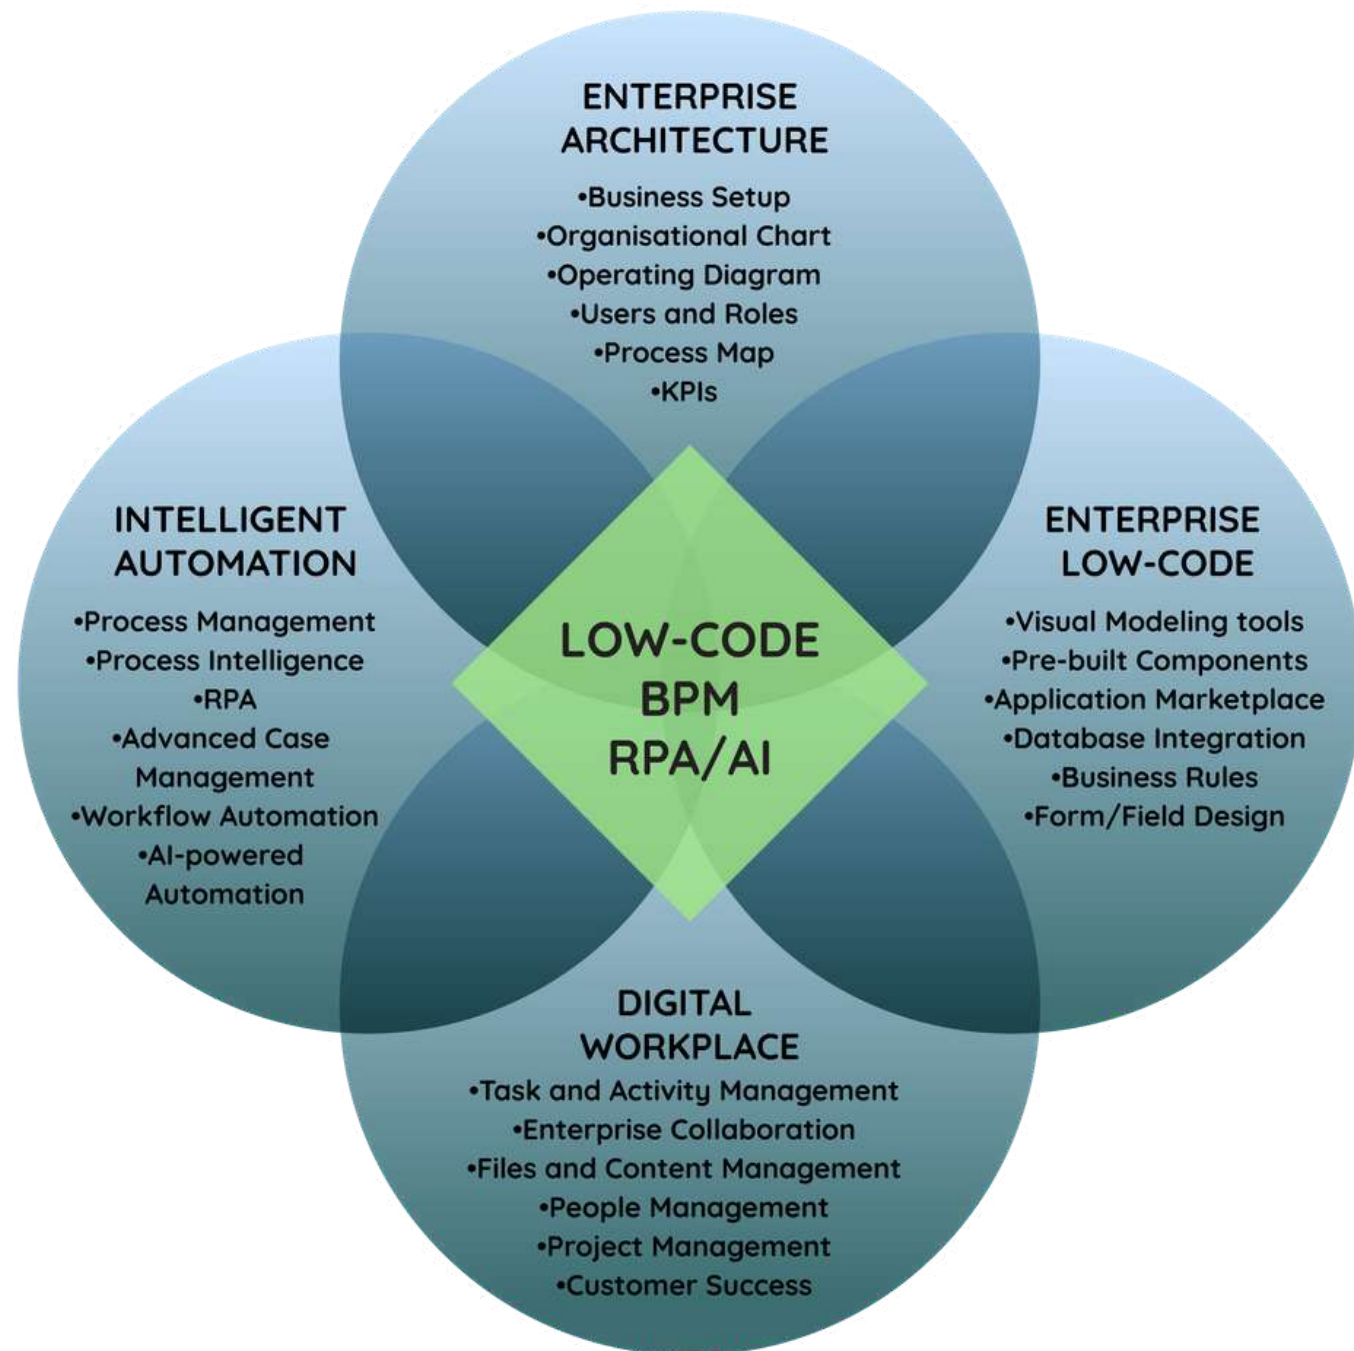 ENTERPRISE
ARCHITECTURE
•Business Setup
•Organisational Chart
•Operating Diagram
•Users and Roles
•Process Map
•KPIs
INTELLIGENT
AUTOMATION
•Process Management
•Process Intelligence
•RPA
•Advanced Case
Management
•Workflow Automation
•AI-powered
Automation
LOW-CODE
BPM
RPA/AI
ENTERPRISE
LOW-CODE
•Visual Modeling tools
•Pre-built Components
•Application Marketplace
•Database Integration
•Business Rules
•Form/Field Design
DIGITAL
WORKPLACE
•Task and Activity Management
•Enterprise Collaboration
•Files and Content Management
•People Management
•Project Management
•Customer Success